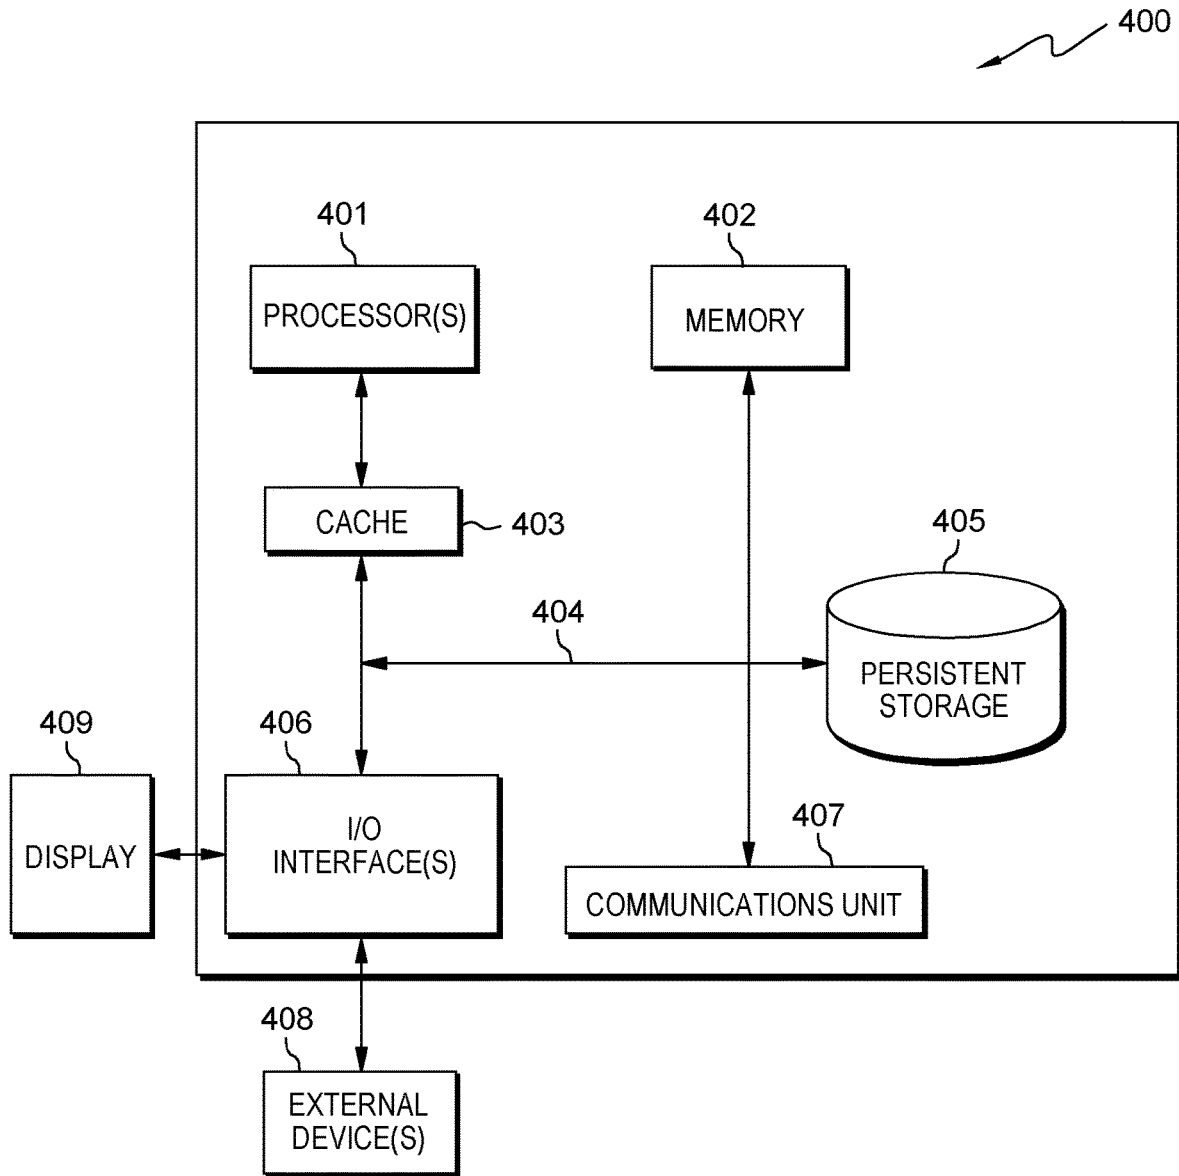 400
401
402
PROCESSOR(S)
MEMORY
CACHE
403
404
405
PERSISTENT
STORAGE
409
406
DISPLAY
I/O
INTERFACE(S)
407
COMMUNICATIONS UNIT
408
EXTERNAL
DEVICE(S)